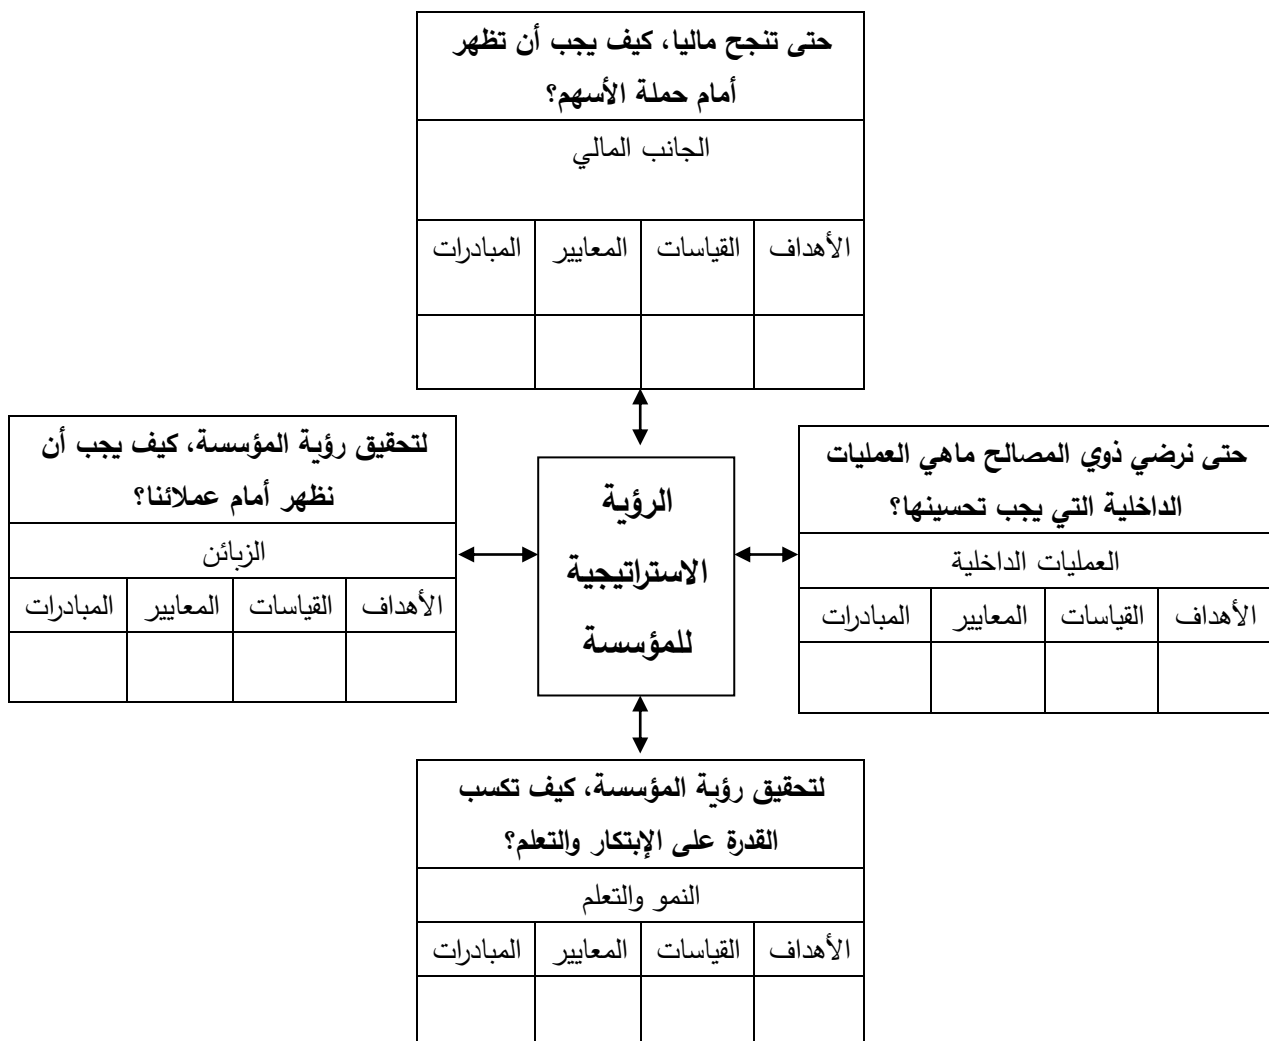 حتى تنجح ماليا، كيف يجب أن تظهر
أمام حملة الأسهم؟
الجانب المالي
الأهداف القياسات المعايير المبادرات
حتى نرضي ذوي المصالح ماهي العمليات
الداخلية التي يجب تحسينها؟
العمليات الداخلية
الأهداف القياسات المعايير المبادرات
الرؤية
الاستراتيجية
للمؤسسة
لتحقيق رؤية المؤسسة، كيف يجب أن
نظهر أمام عملائنا؟
الزبائن
الأهداف القياسات المعايير المبادرات
لتحقيق رؤية المؤسسة، كيف تكسب
القدرة على الإبتكار والتعلم؟
النمو والتعلم
الأهداف القياسات المعايير المبادرات